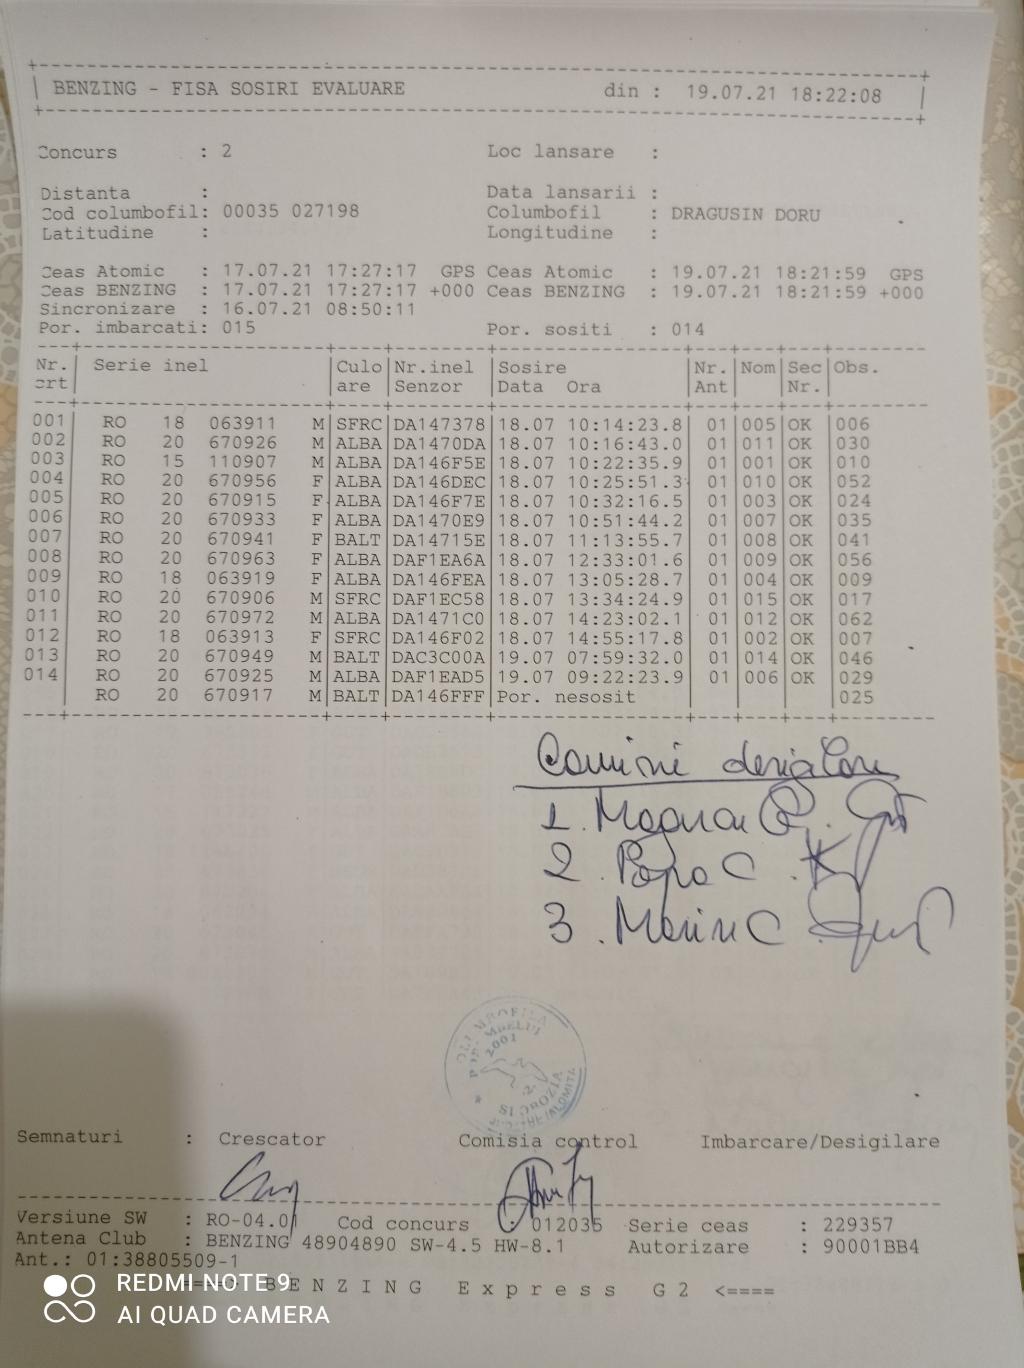 BENZING - FISA SOSIRI EVALUARE din : 19.07.21 18:22:08
Concurs : 2 Loc lansare :
Distanta : Data lansarii :
Cod columbofil: 00035 027198 Columbofil : DRAGUSIN DORU
Latitudine : Longitudine :
Ceas Atomic : 17.07.21 17:27:17 GPS Ceas Atomic : 19.07.21 18:21:59 GPS
Ceas BENZING : 17.07.21 17:27:17 +000 Ceas BENZING : 19.07.21 18:21:59 +000
Sincronizare : 16.07.21 08:50:11
Por. imbarcati: 015 Por. sositi : 014
Nr. Serie inel Culo Nr.inel Sosire Nr. Nom Sec Obs.
crt are Senzor Data Ora Ant Nr.
001 RO 18 063911 M SFRC DA147378 18.07 10:14:23.8 01 005 OK 006
002 RO 20 670926 M ALBA DA1470DA 18.07 10:16:43.0 01 011 OK 030
003 RO 15 110907 M ALBA DA146F5E 18.07 10:22:35.9 01 001 OK 010
004 RO 20 670956 F ALBA DA146DEC 18.07 10:25:51.3 01 010 OK 052
005 RO 20 670915 F ALBA DA146F7E 18.07 10:32:16.5 01 003 OK 024
006 RO 20 670933 F ALBA DA1470E9 18.07 10:51:44.2 01 007 OK 035
007 RO 20 670941 F BALT DA14715E 18.07 11:13:55.7 01 008 OK 041
008 RO 20 670963 F ALBA DAF1EA6A 18.07 12:33:01.6 01 009 OK 056
009 RO 18 063919 F ALBA DA146FEA 18.07 13:05:28.7 01 004 OK 009
010 RO 20 670906 M SFRC DAF1EC58 18.07 13:34:24.9 01 015 OK 017
011 RO 20 670972 M ALBA DA1471C0 18.07 14:23:02.1 01 012 OK 062
012 RO 18 063913 F SFRC DA146F02 18.07 14:55:17.8 01 002 OK 007
013 RO 20 670949 M BALT DAC3C00A 19.07 07:59:32.0 01 014 OK 046
014 RO 20 670925 M ALBA DAF1EAD5 19.07 09:22:23.9 01 006 OK 029
RO 20 670917 M BALT DA146FFF Por. nesosit 025
1.
2. Popa C.
3. Marin C
2001
Semnaturi : Crescator Comisia control Imbarcare/Desigilare
Versiune SW : RO-04.0 Cod concurs : 012035 Serie ceas : 229357
Antena Club : BENZING 48904890 SW-4.5 HW-8.1 Autorizare : 90001BB4
Ant.: 01:38805509-1
BENZING Express G2 <====
REDMI NOTE 9
AI QUAD CAMERA